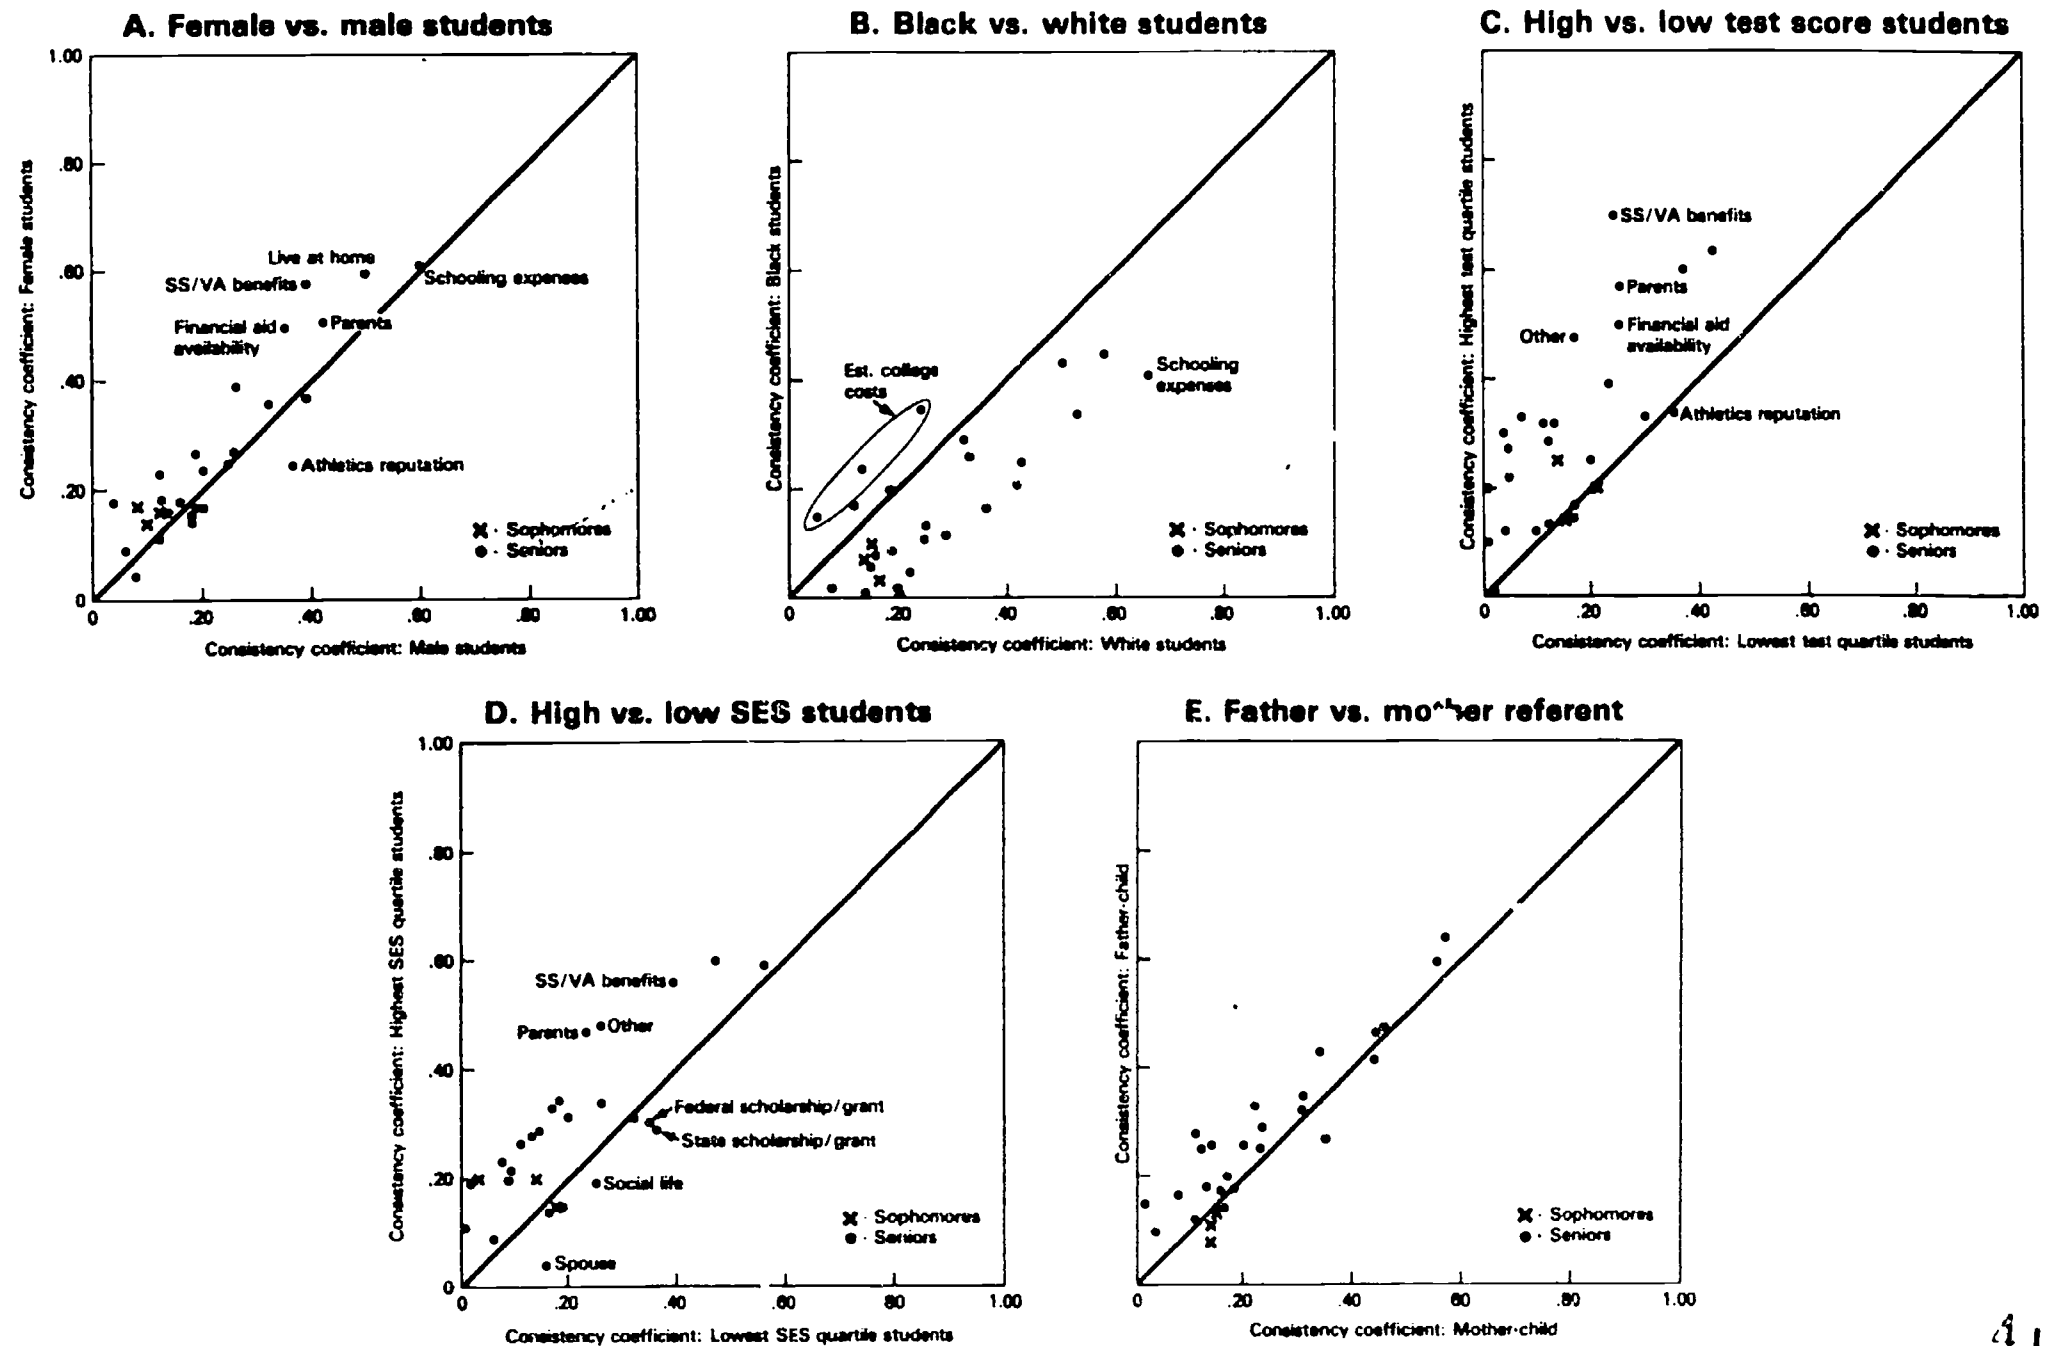 A. Female vs. male students
1.00
.80
.60
.40
.20
0
0 .20 .40 .60 .80 1.00
Consistency coefficient: Female students
Live at home
SS/VA benefits
Schooling expenses
Financial aid
availability
Parents
Athletics reputation
x · Sophomores
● · Seniors
Consistency coefficient: Male students
B. Black vs. white students
Consistency coefficient: Black students
Est. college
costs
Schooling
expenses
x · Sophomores
● · Seniors
0 .20 .40 .60 .80 1.00
Consistency coefficient: White students
C. High vs. low test score students
Consistency coefficient: Highest test quartile students
SS/VA benefits
Parents
Other
Financial aid
availability
Athletics reputation
x · Sophomores
● · Seniors
0 .20 .40 .60 .80 1.00
Consistency coefficient: Lowest test quartile students
D. High vs. low SES students
1.00
.80
.60
.40
.20
0
Consistency coefficient: Highest SES quartile students
SS/VA benefits
Parents
Other
Federal scholarship/grant
State scholarship/grant
Social life
Spouse
x · Sophomores
● · Seniors
0 .20 .40 .60 .80 1.00
Consistency coefficient: Lowest SES quartile students
E. Father vs. mother referent
Consistency coefficient: Father-child
x · Sophomores
● · Seniors
0 .20 .40 .60 .80 1.00
Consistency coefficient: Mother-child